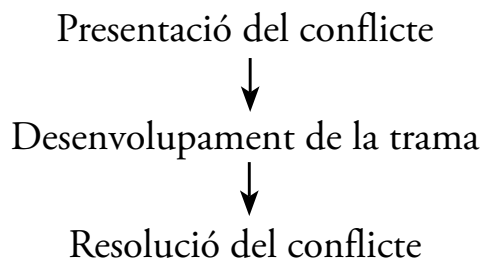 Presentació del conflicte
Desenvolupament de la trama
Resolució del conflicte